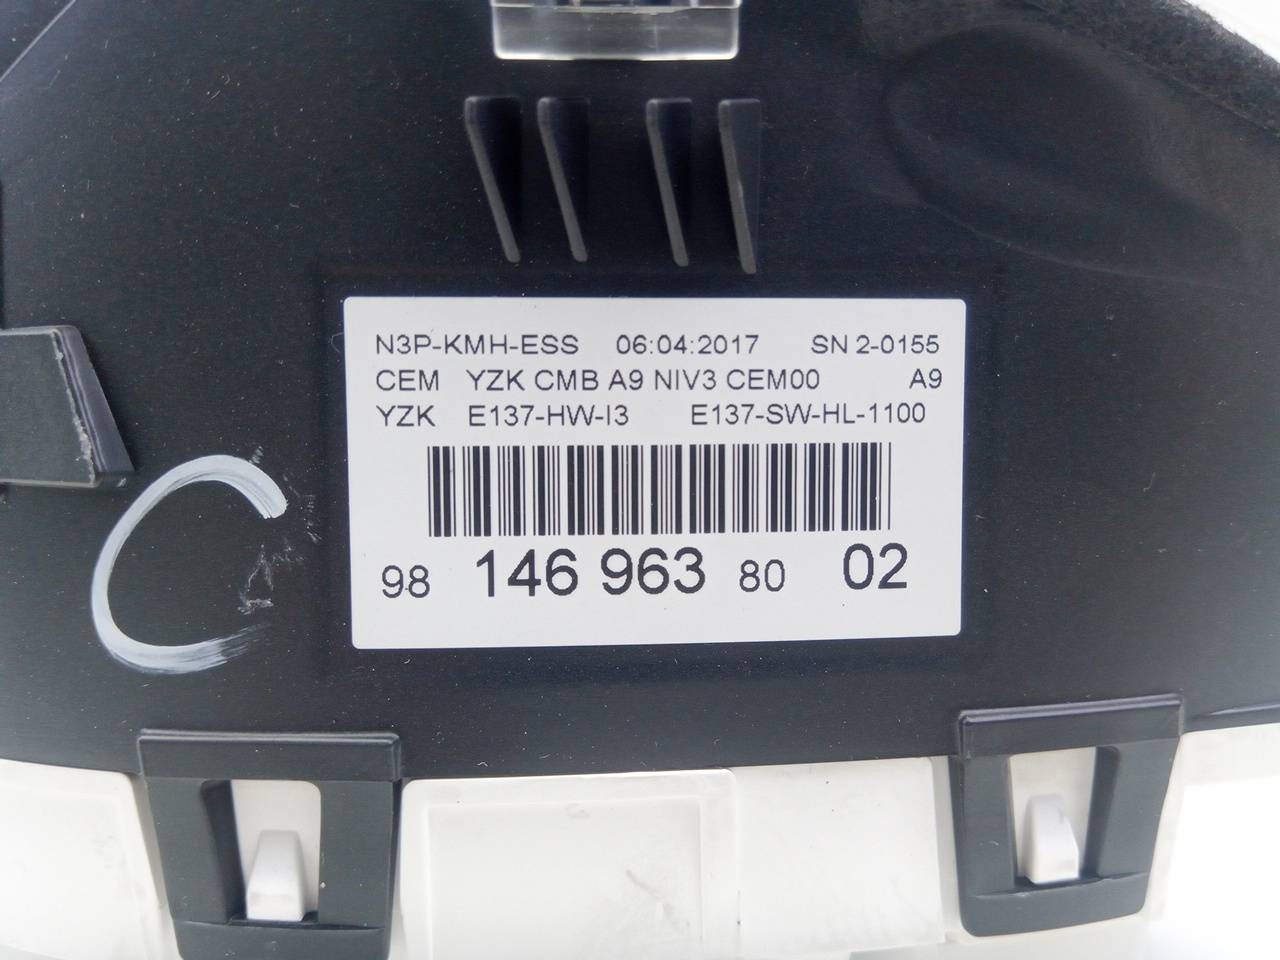 N3P-KMH-ESS 06:04:2017 SN 2-0155
CEM YZK CMB A9 NIV3 CEM00 A9
YZK E137-HW-I3 E137-SW-HL-1100
98 146 963 80 02
C